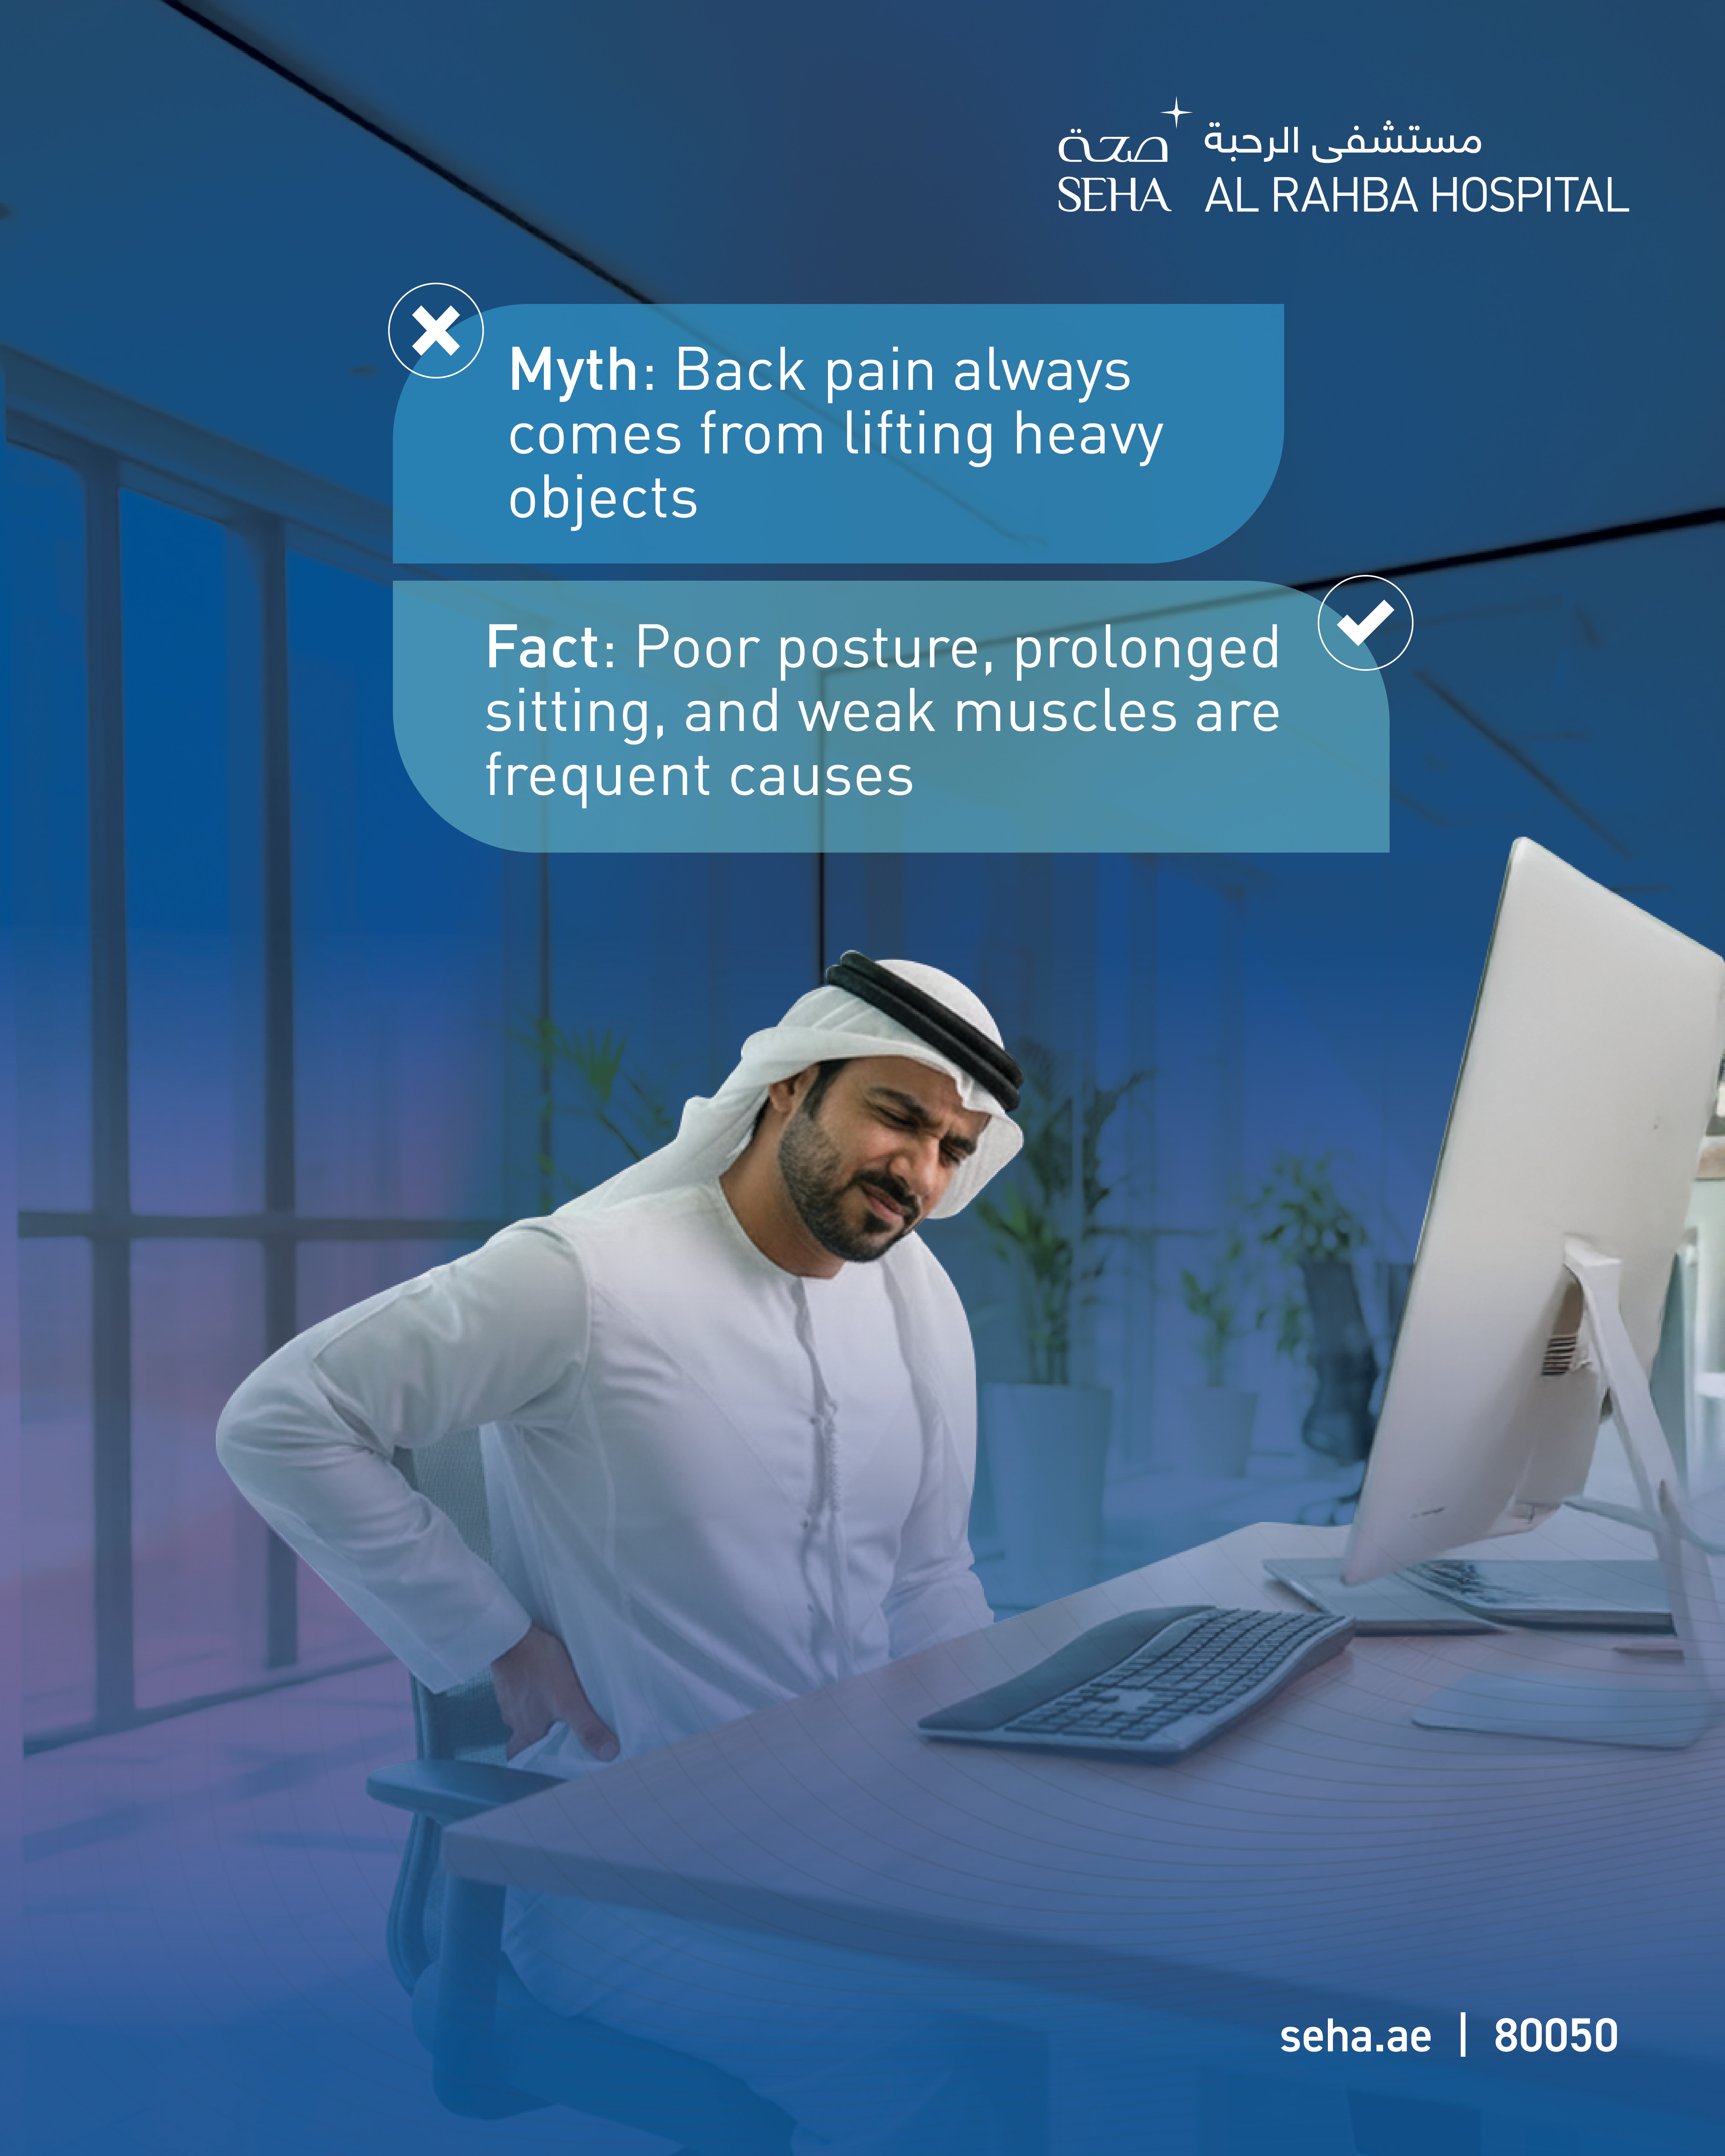 صحة
SEHA
مستشفى الرحبة
AL RAHBA HOSPITAL
Myth: Back pain always
comes from lifting heavy
objects
Fact: Poor posture, prolonged
sitting, and weak muscles are
frequent causes
seha.ae | 80050